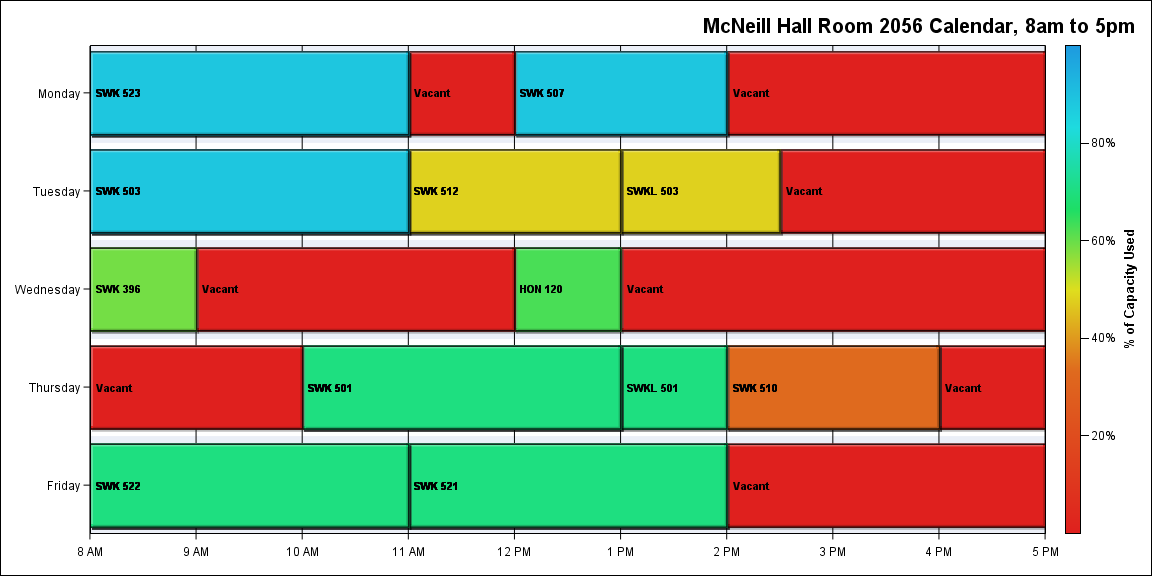 McNeill Hall Room 2056 Calendar, 8am to 5pm
Monday
SWK 523
Vacant
SWK 507
Vacant
Tuesday
SWK 503
SWK 512
SWKL 503
Vacant
Wednesday
SWK 396
Vacant
HON 120
Vacant
Thursday
Vacant
SWK 501
SWKL 501
SWK 510
Vacant
Friday
SWK 522
SWK 521
Vacant
8 AM 9 AM 10 AM 11 AM 12 PM 1 PM 2 PM 3 PM 4 PM 5 PM
80%
60%
40%
20%
% of Capacity Used